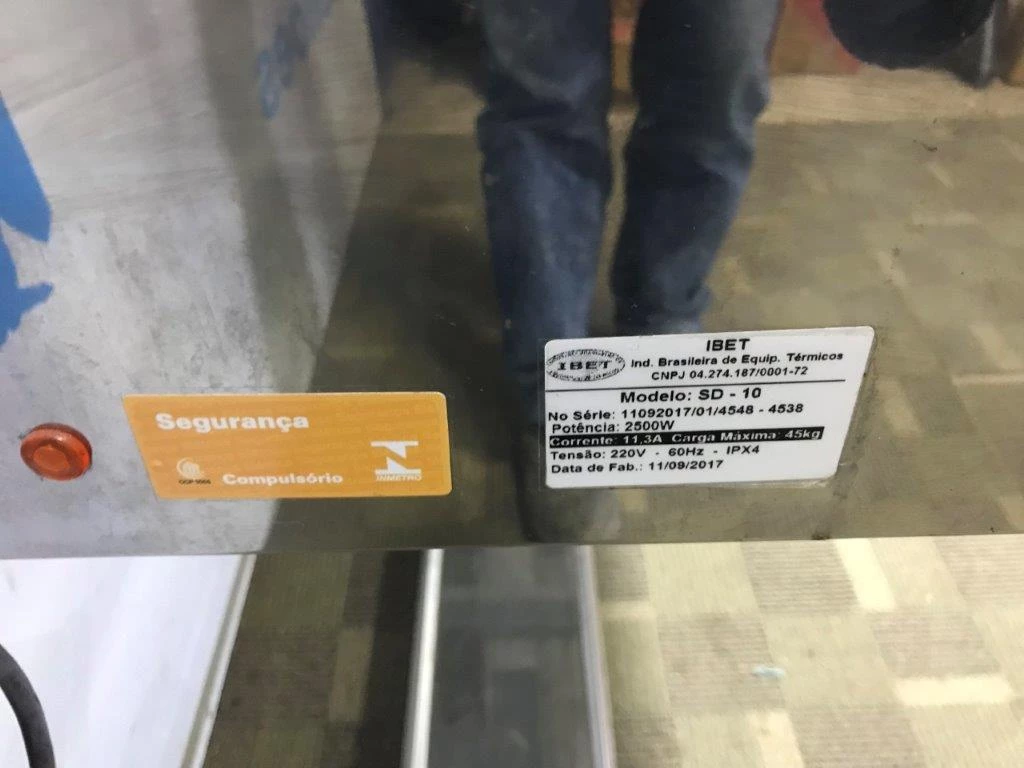 IBET
IBET
Ind. Brasileira de Equip. Térmicos
CNPJ 04.274.187/0001-72
Modelo: SD - 10
No Série: 11092017/01/4548 - 4538
Potência: 2500W
Corrente: 11,3A Carga Máxima: 45kg
Tensão: 220V - 60Hz - IPX4
Data de Fab.: 11/09/2017
Segurança
Compulsório
INMETRO